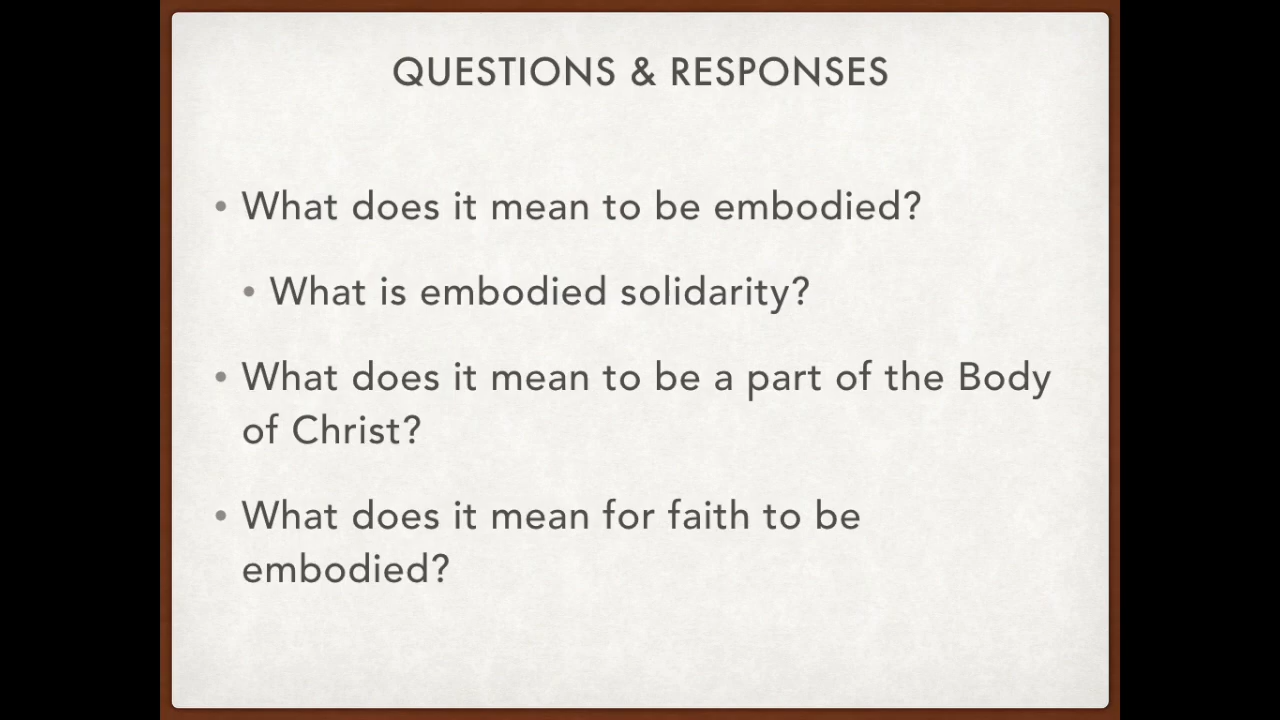 QUESTIONS & RESPONSES
• What does it mean to be embodied?
• What is embodied solidarity?
• What does it mean to be a part of the Body
of Christ?
• What does it mean for faith to be
embodied?